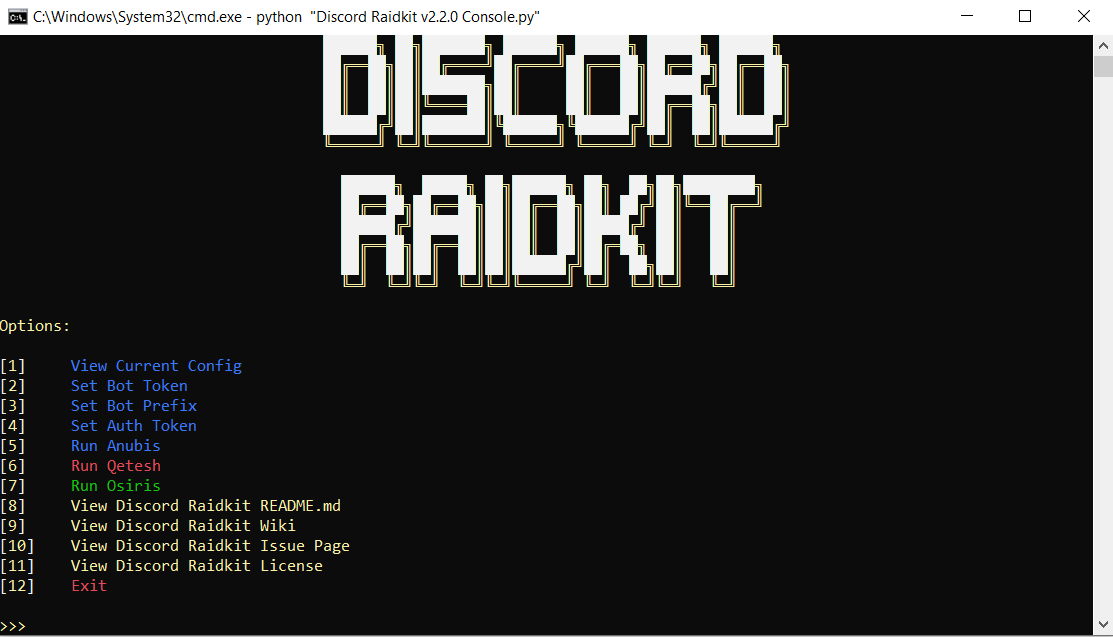 C:\Windows\System32\cmd.exe - python  "Discord Raidkit v2.2.0 Console.py"
DISCORD
RAIDKIT
Options:
[1] View Current Config
[2] Set Bot Token
[3] Set Bot Prefix
[4] Set Auth Token
[5] Run Anubis
[6] Run Qetesh
[7] Run Osiris
[8] View Discord Raidkit README.md
[9] View Discord Raidkit Wiki
[10] View Discord Raidkit Issue Page
[11] View Discord Raidkit License
[12] Exit
>>>